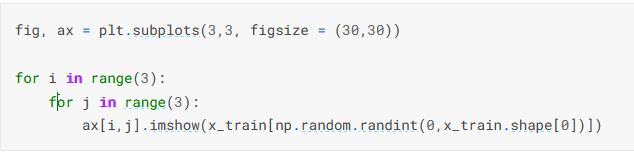 fig, ax = plt.subplots(3,3, figsize = (30,30))
for i in range(3):
    for j in range(3):
        ax[i,j].imshow(x_train[np.random.randint(0,x_train.shape[0])])